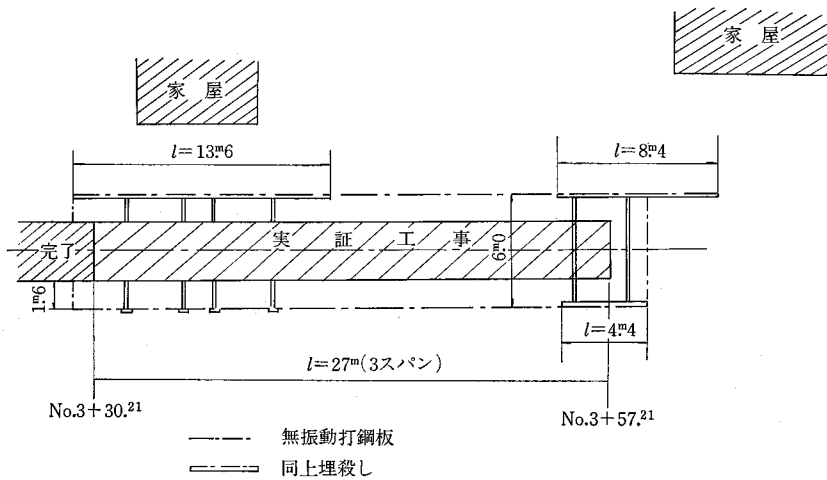 家 屋
家 屋
l=13.ᵐ6
l=8.ᵐ4
完了
実 証 工 事
6ᵐ0
1.ᵐ6
l=4.ᵐ4
l=27ᵐ(3スパン)
No.3+30.²¹
No.3+57.²¹
無振動打鋼板
同上埋殺し